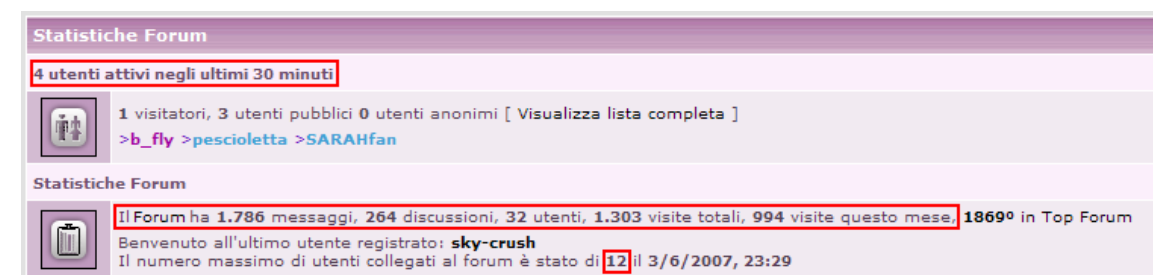 Statistiche Forum
4 utenti attivi negli ultimi 30 minuti
1 visitatori, 3 utenti pubblici 0 utenti anonimi [ Visualizza lista completa ]
>b_fly >pescioletta >SARAHfan
Statistiche Forum
Il Forum ha 1.786 messaggi, 264 discussioni, 32 utenti, 1.303 visite totali, 994 visite questo mese, 1869º in Top Forum
Benvenuto all'ultimo utente registrato: sky-crush
Il numero massimo di utenti collegati al forum è stato di 12 il 3/6/2007, 23:29